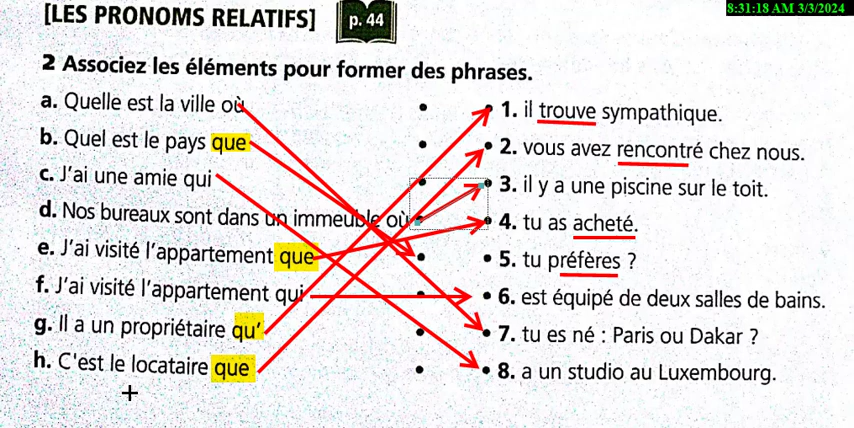 8:31:18 AM 3/3/2024
[LES PRONOMS RELATIFS] p. 44
2 Associez les éléments pour former des phrases.
a. Quelle est la ville où • • 1. il trouve sympathique.
b. Quel est le pays que • • 2. vous avez rencontré chez nous.
c. J'ai une amie qui • • 3. il y a une piscine sur le toit.
d. Nos bureaux sont dans un immeuble où • • 4. tu as acheté.
e. J'ai visité l'appartement que • • 5. tu préfères ?
f. J'ai visité l'appartement qui • • 6. est équipé de deux salles de bains.
g. Il a un propriétaire qu' • • 7. tu es né : Paris ou Dakar ?
h. C'est le locataire que • • 8. a un studio au Luxembourg.